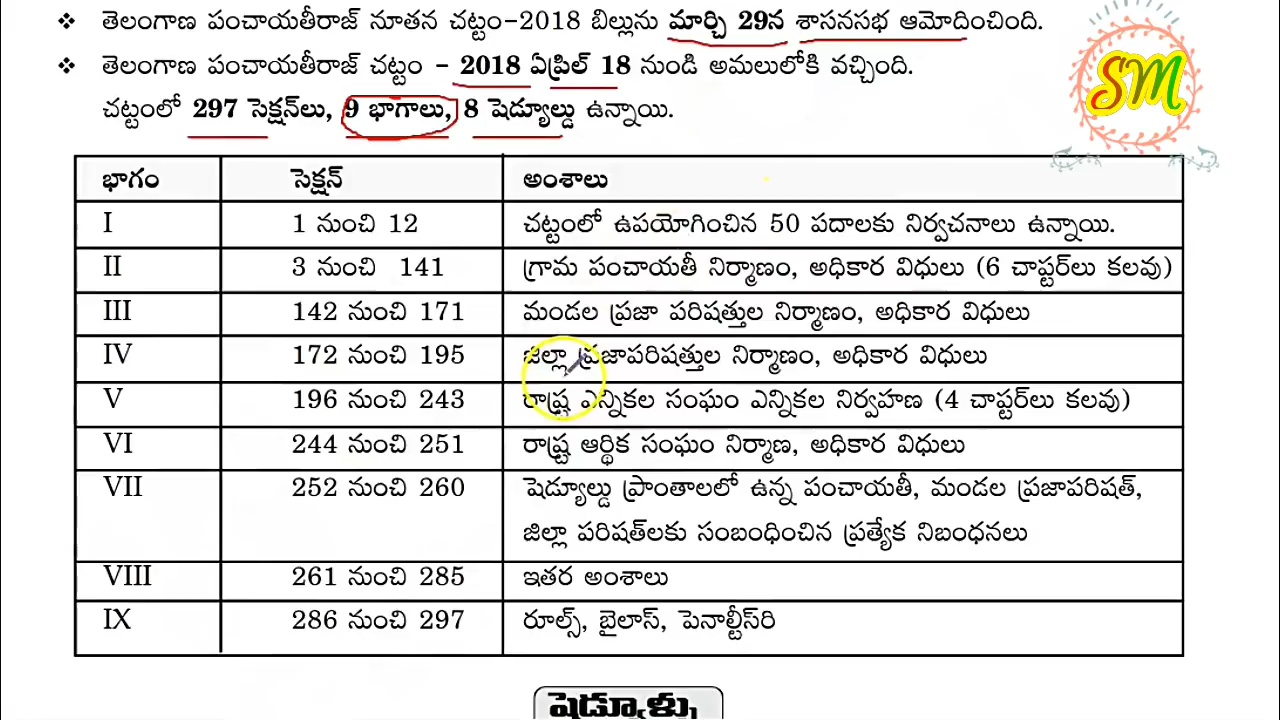 ❖ తెలంగాణ పంచాయతీరాజ్ నూతన చట్టం-2018 బిల్లును మార్చి 29న శాసనసభ ఆమోదించింది.
❖ తెలంగాణ పంచాయతీరాజ్ చట్టం - 2018 ఏప్రిల్ 18 నుండి అమలులోకి వచ్చింది.
చట్టంలో 297 సెక్షన్‌లు, 9 భాగాలు, 8 షెడ్యూల్డు ఉన్నాయి.
SM
భాగం సెక్షన్ అంశాలు
I 1 నుంచి 12 చట్టంలో ఉపయోగించిన 50 పదాలకు నిర్వచనాలు ఉన్నాయి.
II 3 నుంచి 141 గ్రామ పంచాయతీ నిర్మాణం, అధికార విధులు (6 చాప్టర్‌లు కలవు)
III 142 నుంచి 171 మండల ప్రజా పరిషత్తుల నిర్మాణం, అధికార విధులు
IV 172 నుంచి 195 జిల్లా ప్రజాపరిషత్తుల నిర్మాణం, అధికార విధులు
V 196 నుంచి 243 రాష్ట్ర ఎన్నికల సంఘం ఎన్నికల నిర్వహణ (4 చాప్టర్‌లు కలవు)
VI 244 నుంచి 251 రాష్ట్ర ఆర్థిక సంఘం నిర్మాణ, అధికార విధులు
VII 252 నుంచి 260 షెడ్యూల్డు ప్రాంతాలలో ఉన్న పంచాయతీ, మండల ప్రజాపరిషత్,
జిల్లా పరిషత్‌లకు సంబంధించిన ప్రత్యేక నిబంధనలు
VIII 261 నుంచి 285 ఇతర అంశాలు
IX 286 నుంచి 297 రూల్స్, బైలాస్, పెనాల్టీస్‌రి
షెడ్యూళ్ళు